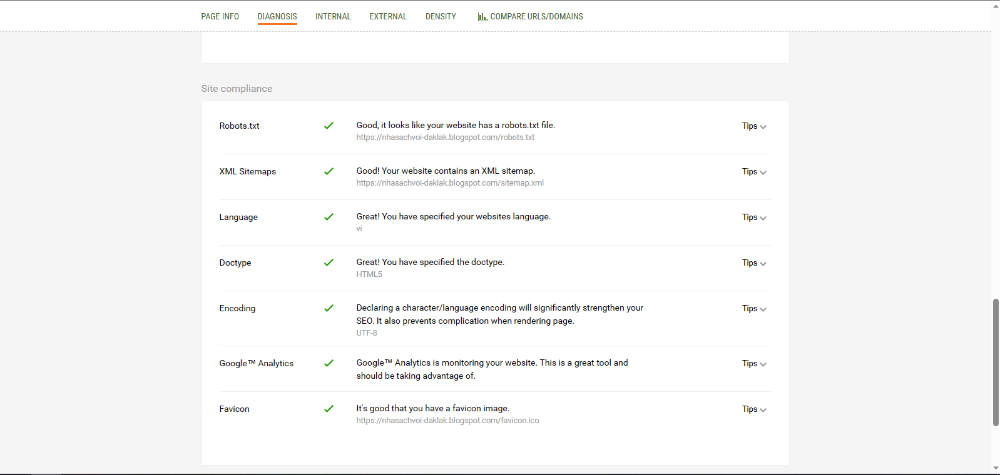 PAGE INFO DIAGNOSIS INTERNAL EXTERNAL DENSITY COMPARE URLS/DOMAINS
Site compliance
Robots.txt Good, it looks like your website has a robots.txt file. Tips
https://nhasachvoi-daklak.blogspot.com/robots.txt
XML Sitemaps Good! Your website contains an XML sitemap. Tips
https://nhasachvoi-daklak.blogspot.com/sitemap.xml
Language Great! You have specified your websites language. Tips
vi
Doctype Great! You have specified the doctype. Tips
HTML5
Encoding Declaring a character/language encoding will significantly strengthen your Tips
SEO. It also prevents complication when rendering page.
UTF-8
Google™ Analytics Google™ Analytics is monitoring your website. This is a great tool and Tips
should be taking advantage of.
Favicon It's good that you have a favicon image. Tips
https://nhasachvoi-daklak.blogspot.com/favicon.ico